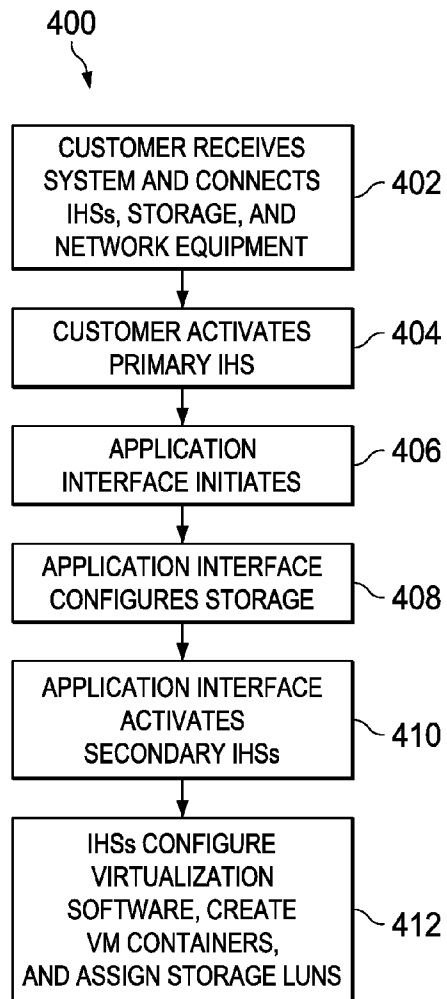 400
CUSTOMER RECEIVES
SYSTEM AND CONNECTS
IHSs, STORAGE, AND
NETWORK EQUIPMENT
402
CUSTOMER ACTIVATES
PRIMARY IHS
404
APPLICATION
INTERFACE INITIATES
406
APPLICATION INTERFACE
CONFIGURES STORAGE
408
APPLICATION INTERFACE
ACTIVATES
SECONDARY IHSs
410
IHSs CONFIGURE
VIRTUALIZATION
SOFTWARE, CREATE
VM CONTAINERS,
AND ASSIGN STORAGE LUNS
412